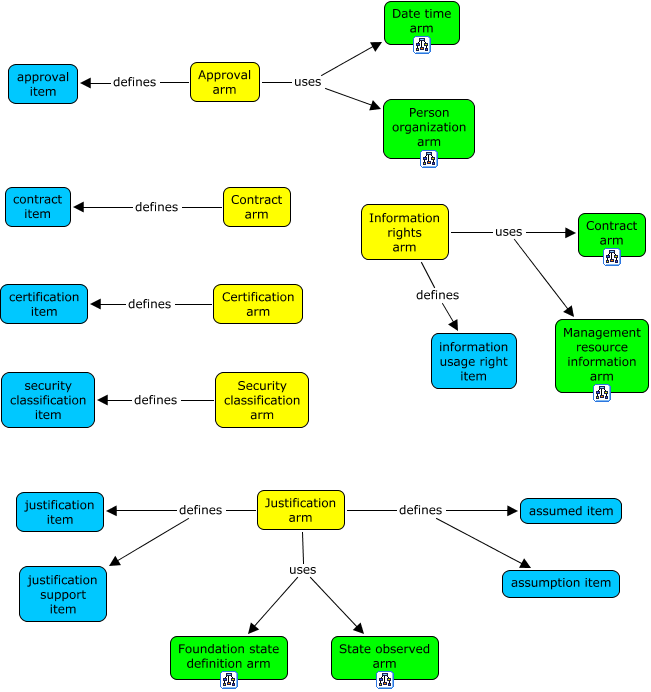 Date time
arm
approval
item
defines
Approval
arm
uses
Person
organization
arm
contract
item
defines
Contract
arm
Information
rights
arm
uses
Contract
arm
defines
certification
item
defines
Certification
arm
information
usage right
item
Management
resource
information
arm
security
classification
item
defines
Security
classification
arm
justification
item
defines
Justification
arm
defines
assumed item
justification
support
item
uses
assumption item
Foundation state
definition arm
State observed
arm